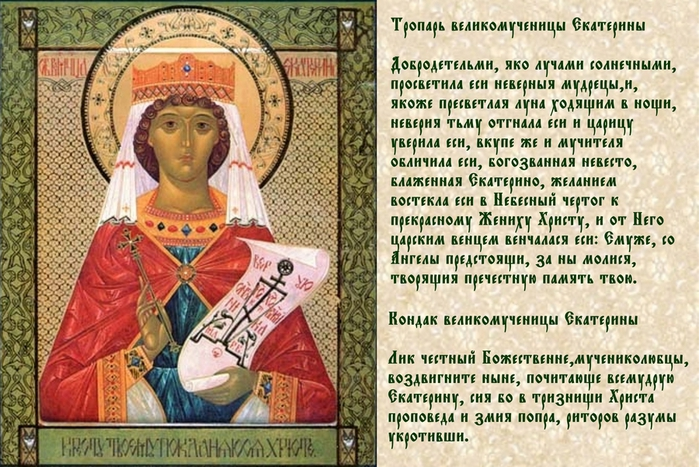 Тропарь великомученицы Екатерины
Добродетельми, яко лучами солнечными,
просветила еси неверныя мудрецы,и,
якоже пресветлая луна ходящим в нощи,
неверия тьму отгнала еси и царицу
уверила еси, вкупе же и мучителя
обличила еси, богозванная невесто,
блаженная Екатерино, желанием
востекла еси в Небесный чертог к
прекрасному Жениху Христу, и от Него
царским венцем венчалася еси: Емуже, со
Ангелы предстоящи, за ны молися,
творящия пречестную память твою.
Кондак великомученицы Екатерины
Лик честный Божественне,мучениколюбцы,
воздвигните ныне, почитающе всемудрую
Екатерину, сия бо в тризнищи Христа
проповеда и змия попра, риторов разумы
укротивши.